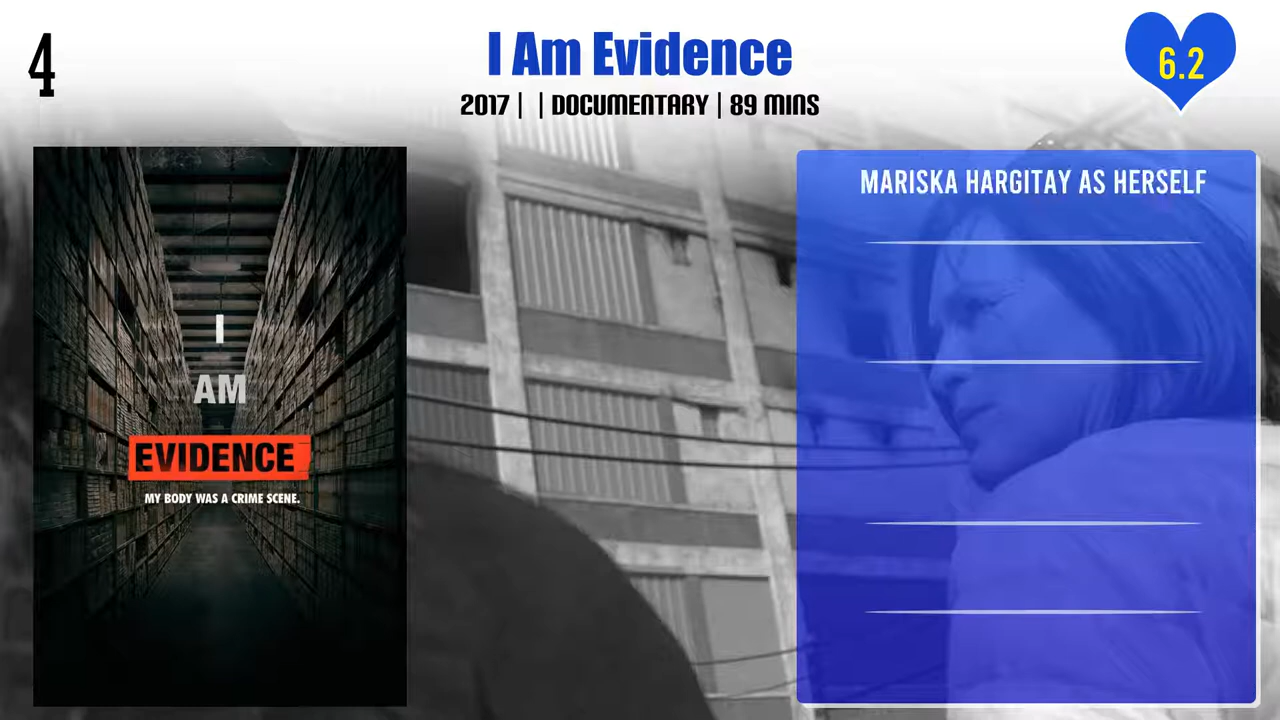 4
I Am Evidence
2017 | | DOCUMENTARY | 89 MINS
6.2
I
AM
EVIDENCE
MY BODY WAS A CRIME SCENE.
MARISKA HARGITAY AS HERSELF